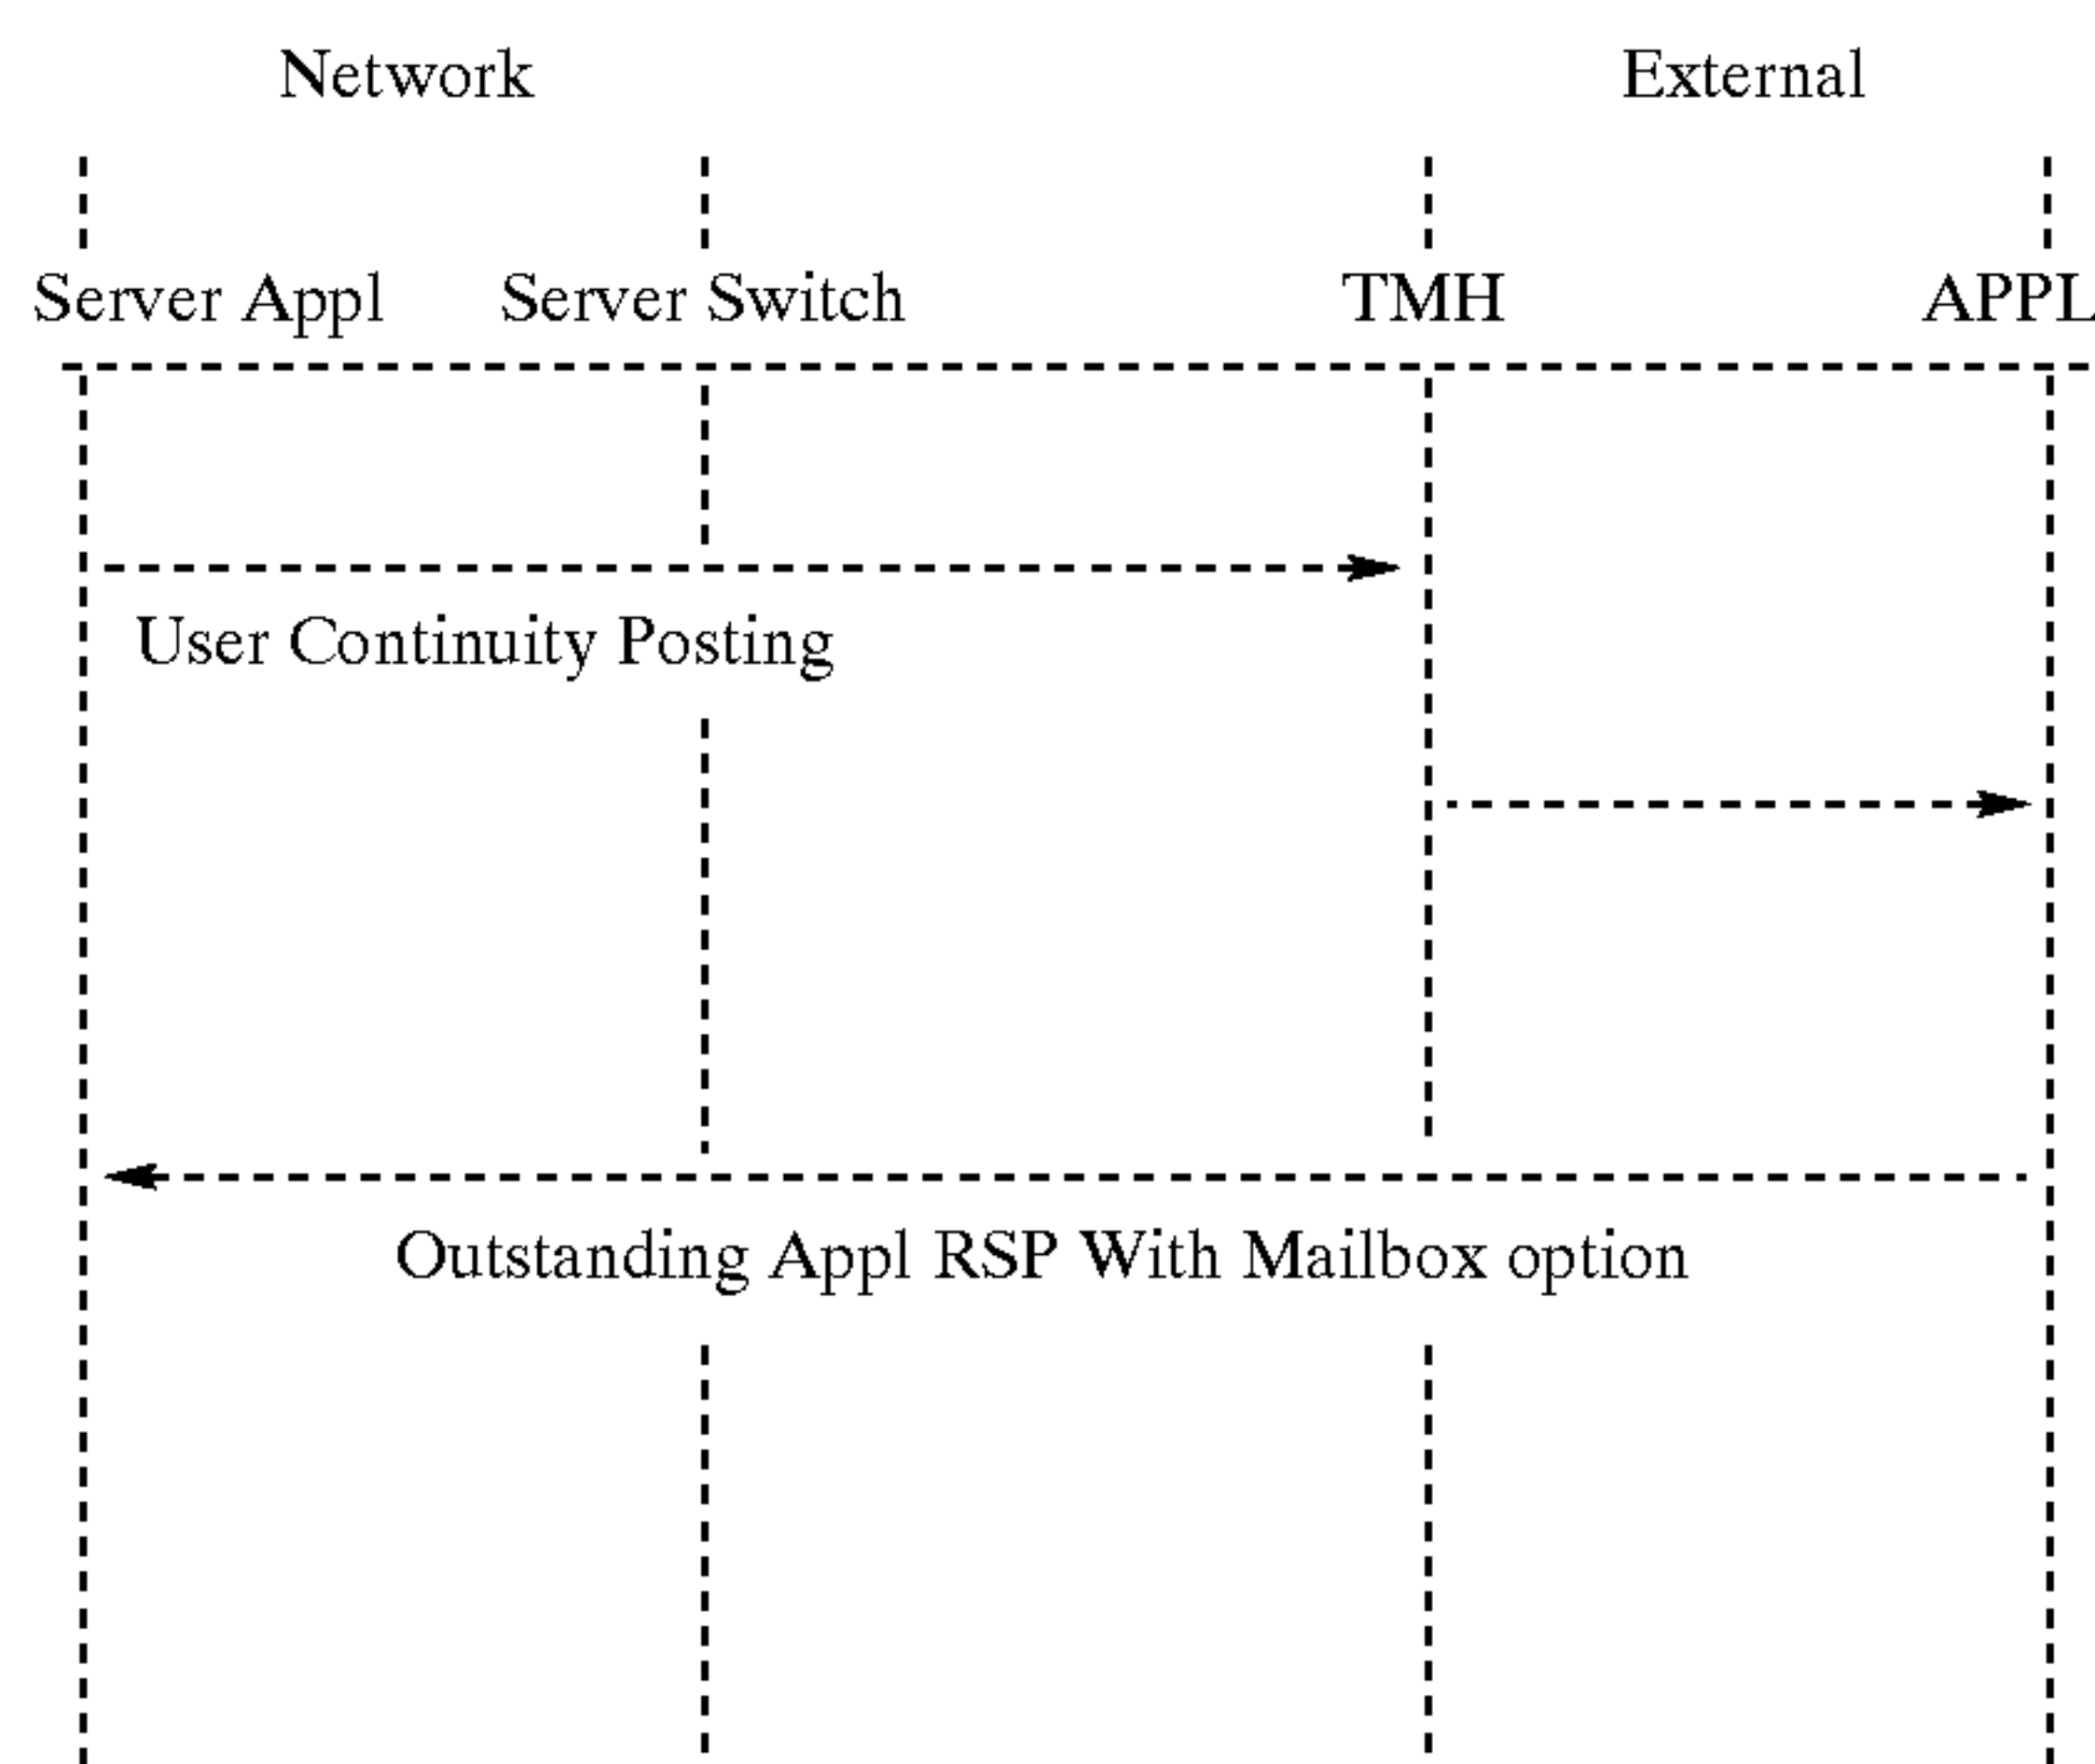 Network External
Server Appl Server Switch TMH APPL
User Continuity Posting
Outstanding Appl RSP With Mailbox option